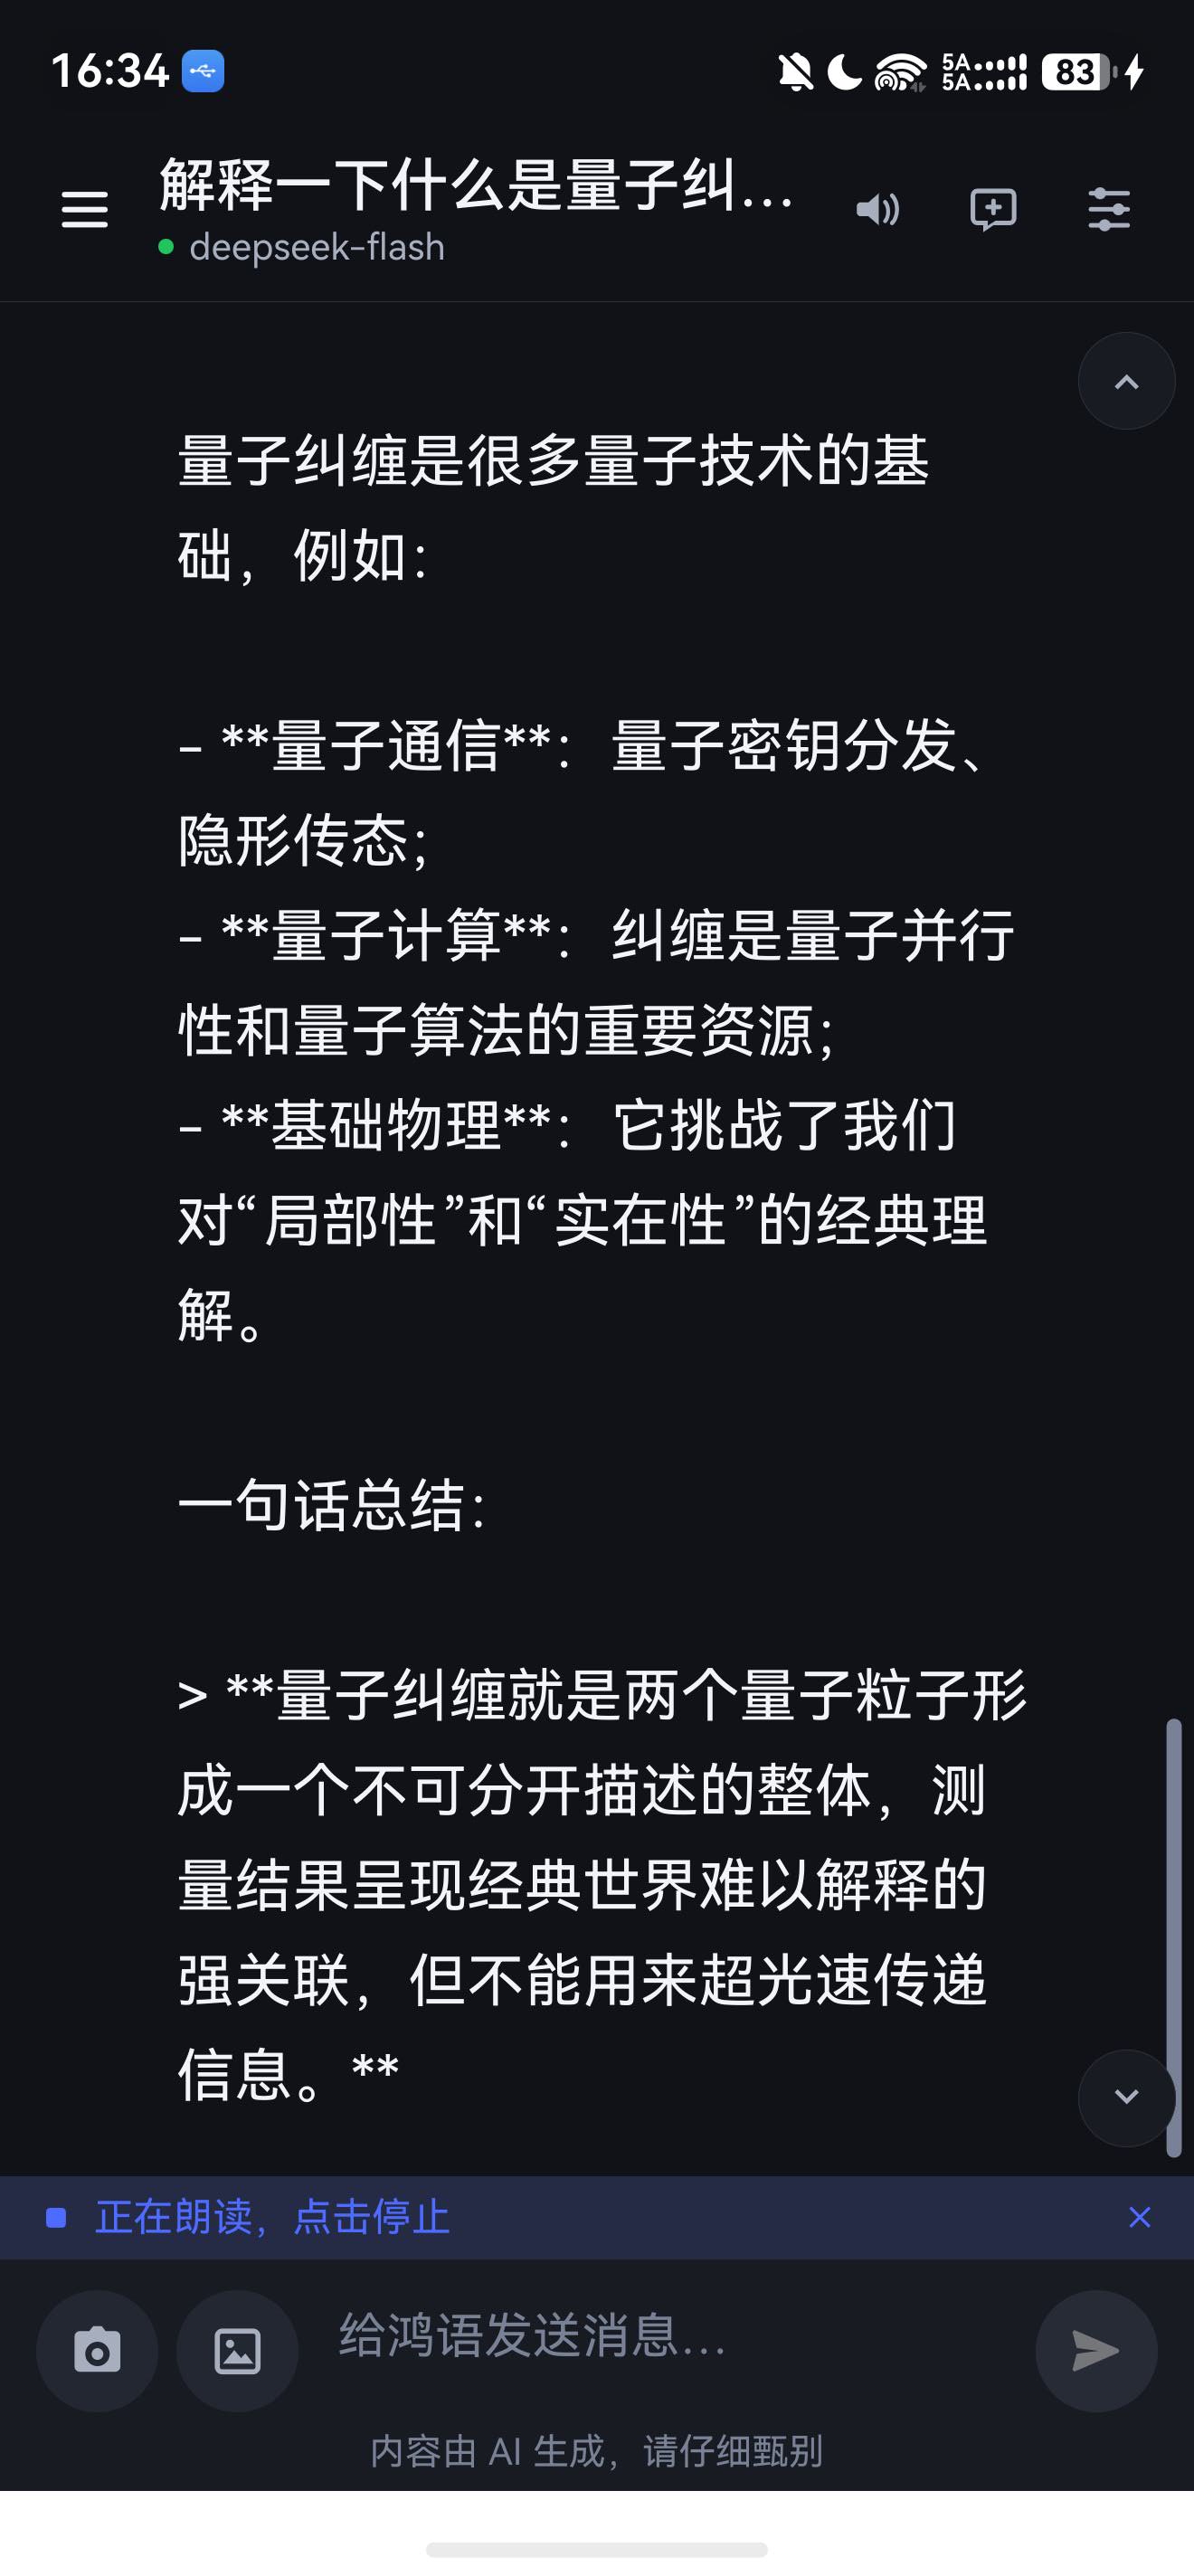 16:34
5A
5A
83
解释一下什么是量子纠...
deepseek-flash
量子纠缠是很多量子技术的基
础，例如：
- **量子通信**：量子密钥分发、
隐形传态；
- **量子计算**：纠缠是量子并行
性和量子算法的重要资源；
- **基础物理**：它挑战了我们
对“局部性”和“实在性”的经典理
解。
一句话总结：
> **量子纠缠就是两个量子粒子形
成一个不可分开描述的整体，测
量结果呈现经典世界难以解释的
强关联，但不能用来超光速传递
信息。**
正在朗读，点击停止
给鸿语发送消息...
内容由 AI 生成，请仔细甄别